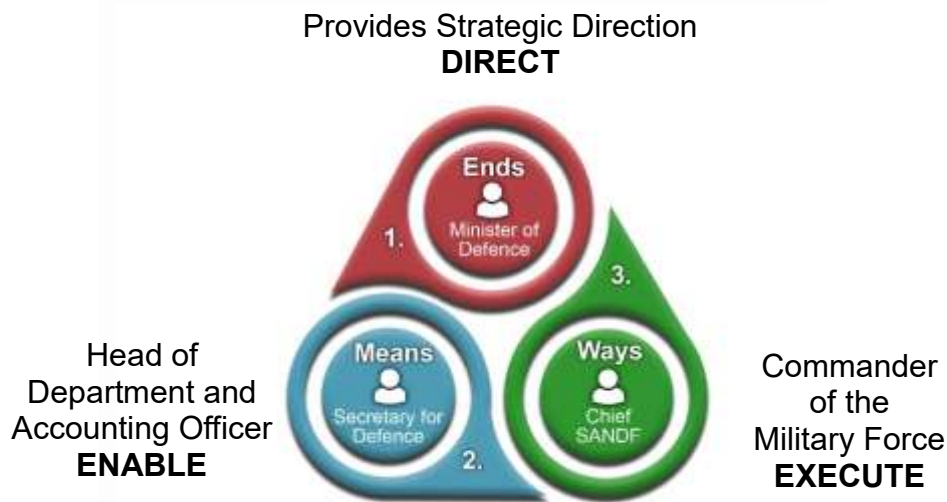 Provides Strategic Direction
DIRECT
Ends
Minister of
Defence
1.
3.
Head of
Department and
Accounting Officer
ENABLE
Means
Secretary for
Defence
2.
Ways
Chief
SANDF
Commander
of the
Military Force
EXECUTE